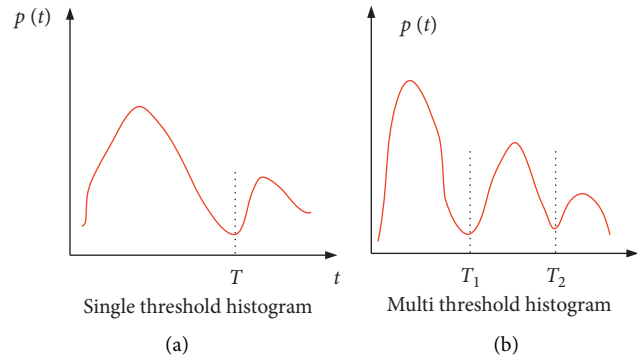 p (t)
T
t
Single threshold histogram
(a)
p (t)
T1
T2
Multi threshold histogram
(b)